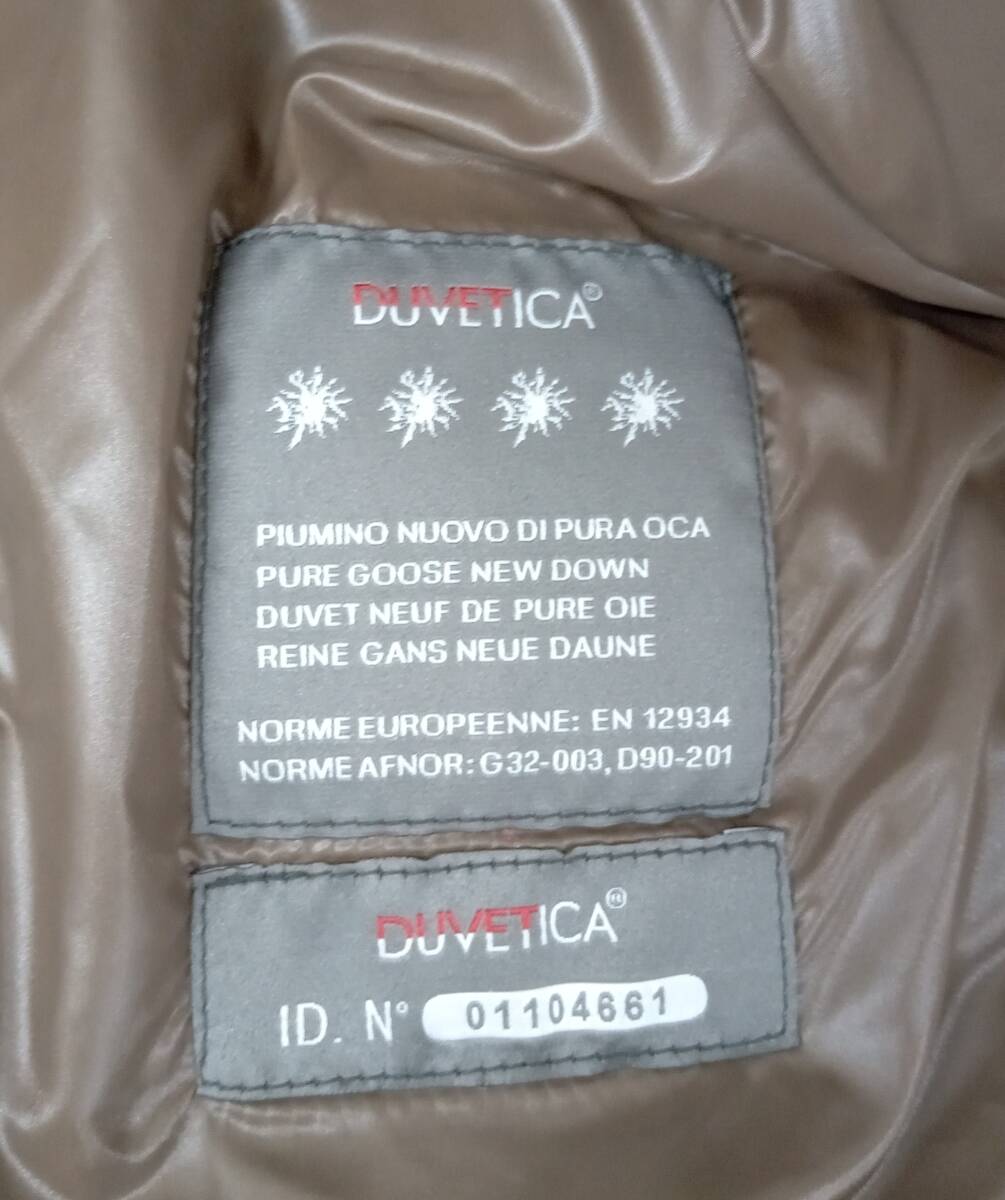 DUVETICA®
PIUMINO NUOVO DI PURA OCA
PURE GOOSE NEW DOWN
DUVET NEUF DE PURE OIE
REINE GANS NEUE DAUNE
NORME EUROPEENNE: EN 12934
NORME AFNOR: G32-003, D90-201
DUVETICA®
ID. N° 01104661